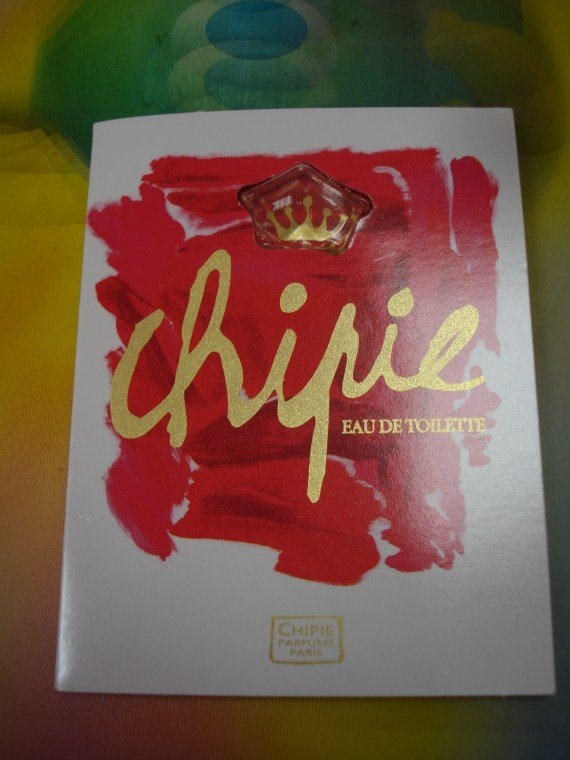 chipie
EAU DE TOILETTE
CHIPIE
PARFUMS
PARIS